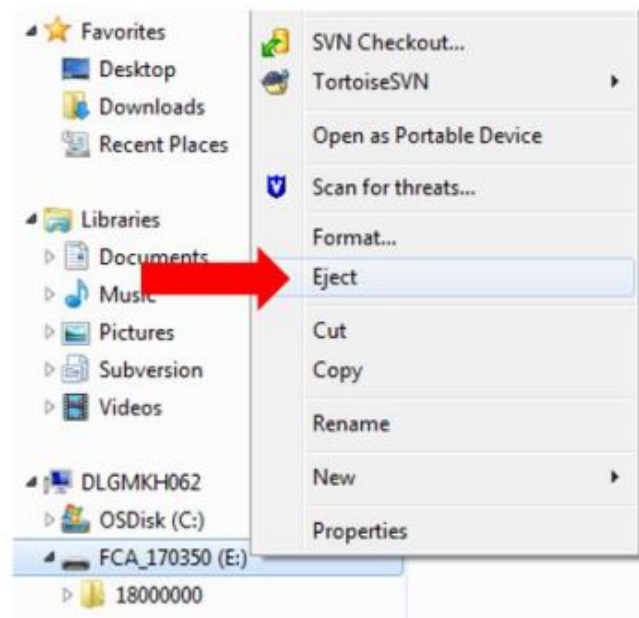 Favorites
Desktop
Downloads
Recent Places
Libraries
Documents
Music
Pictures
Subversion
Videos
DLGMKH062
OSDisk (C:)
FCA_170350 (E:)
18000000
SVN Checkout...
TortoiseSVN
Open as Portable Device
Scan for threats...
Format...
Eject
Cut
Copy
Rename
New
Properties